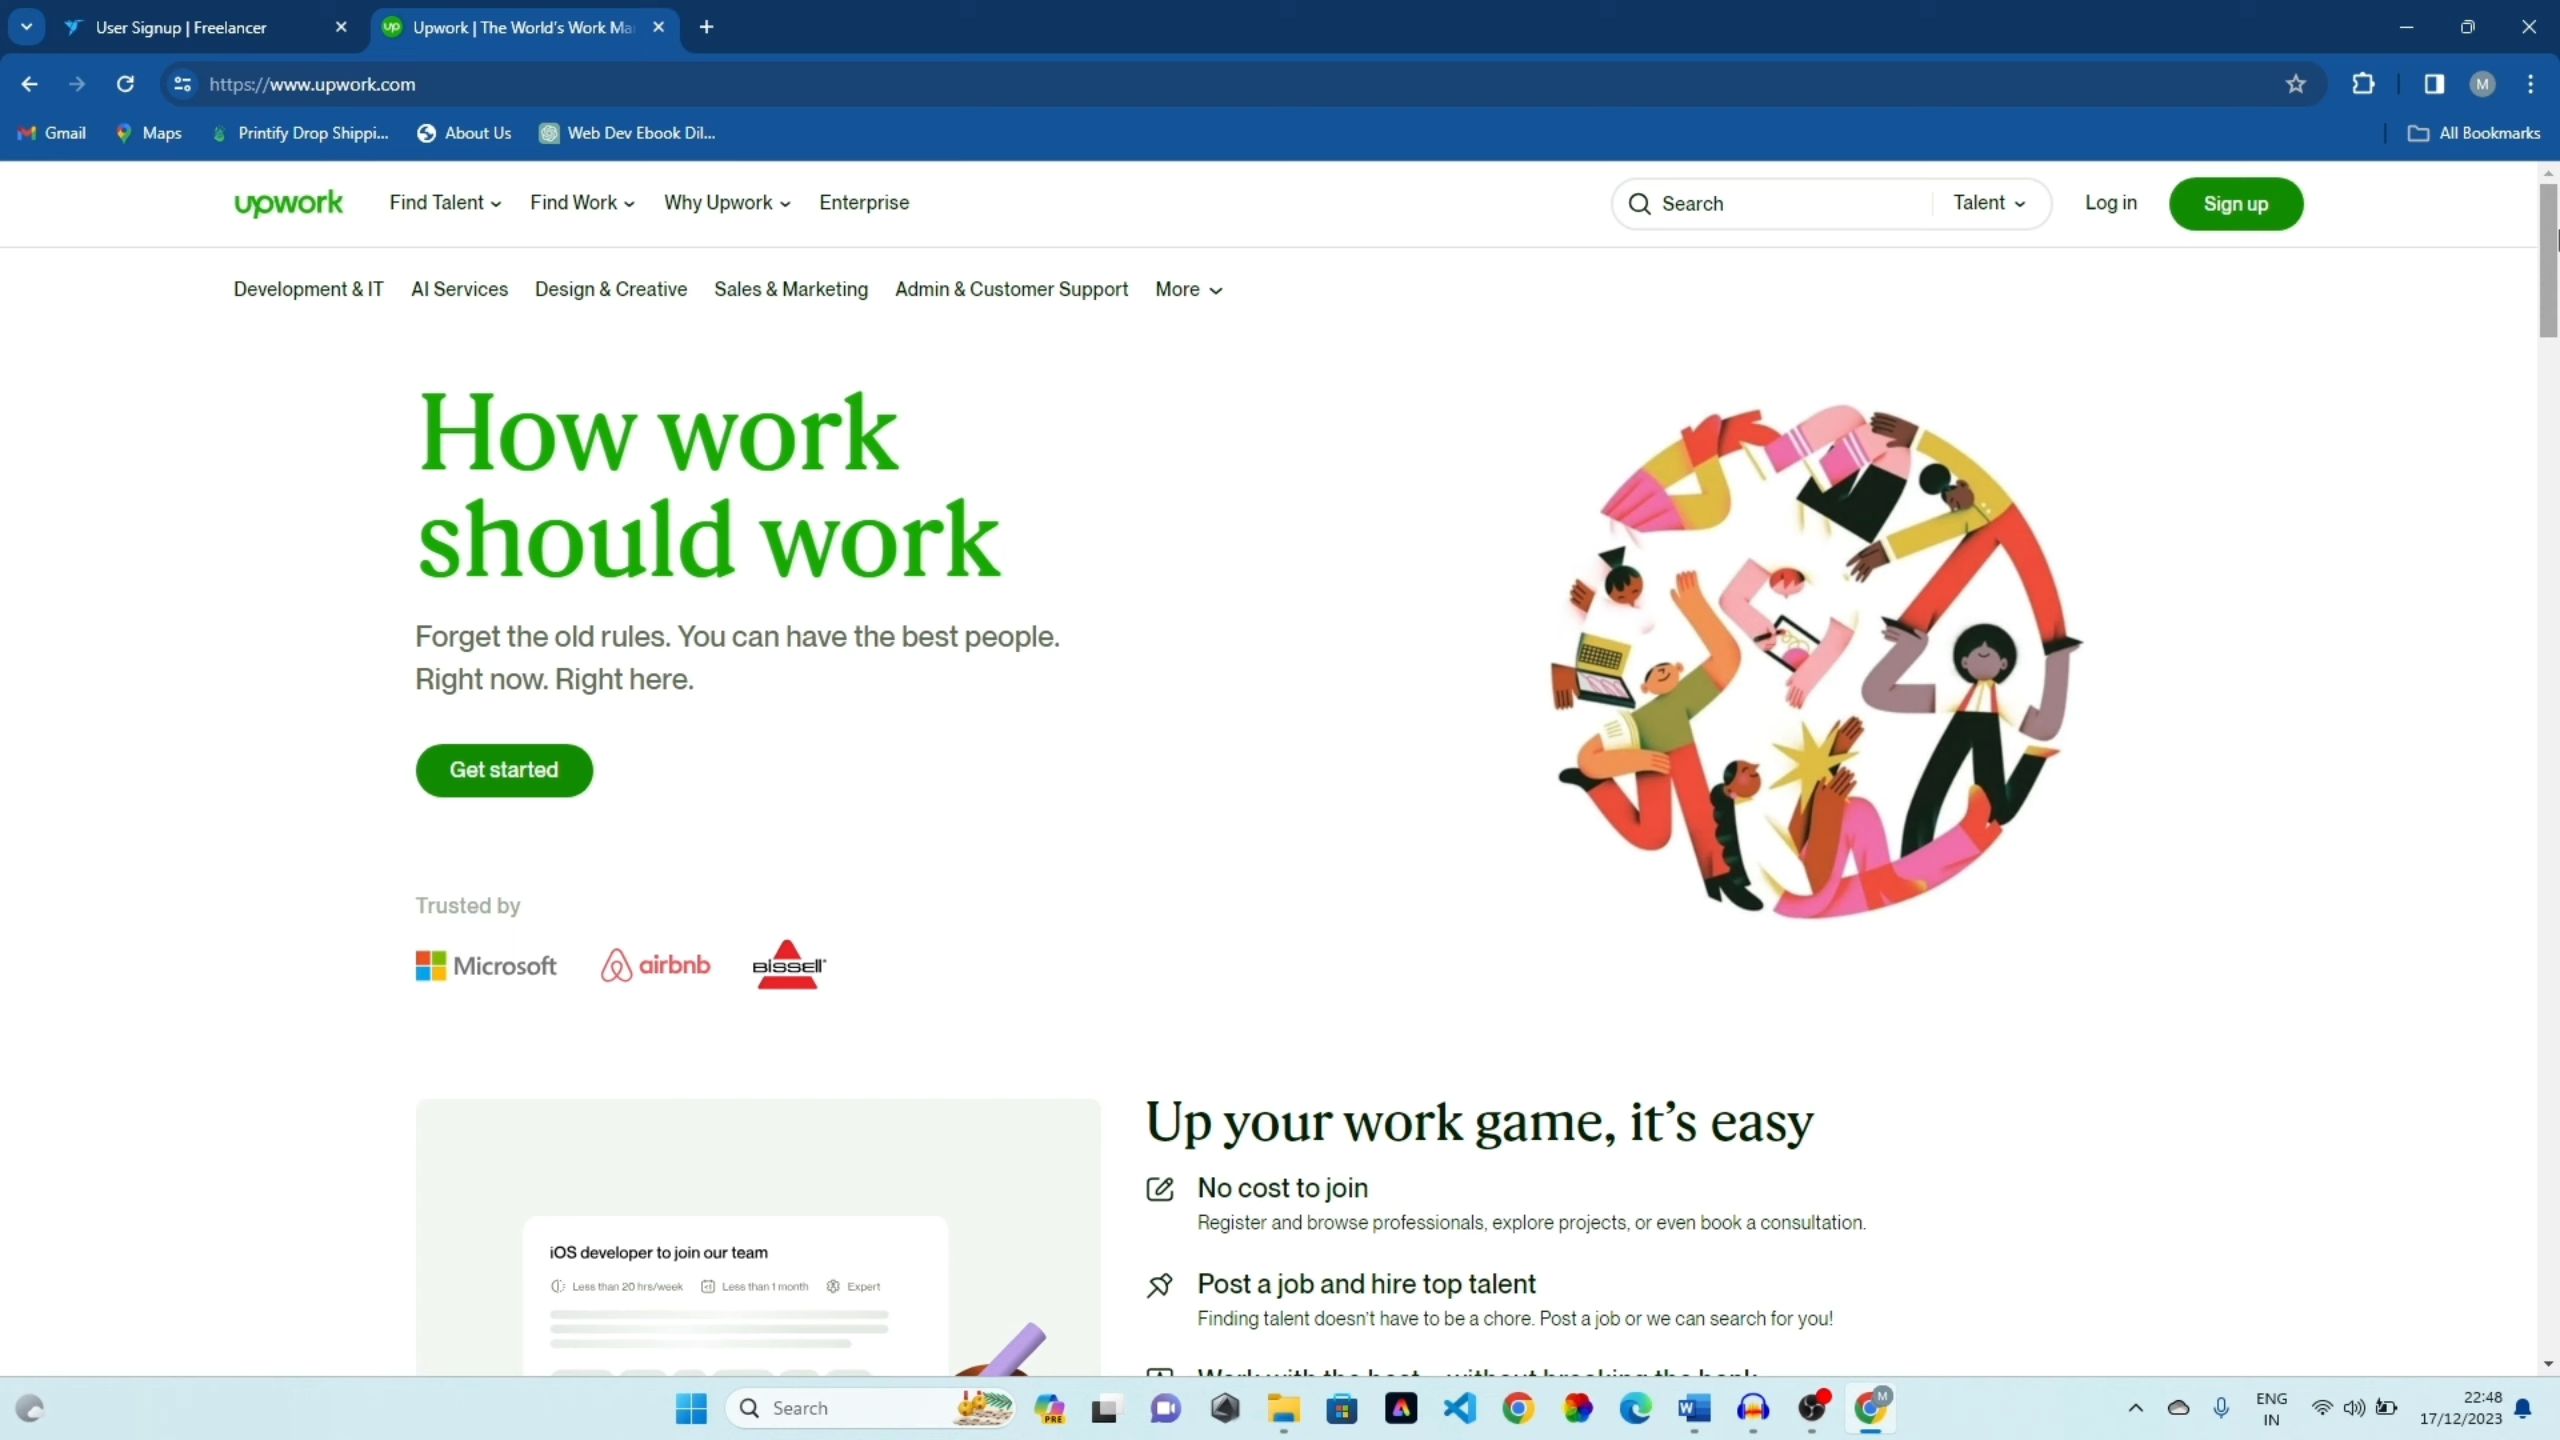 User Signup | Freelancer
Upwork | The World's Work Ma
https://www.upwork.com
M
Gmail
Maps
Printify Drop Shippi...
About Us
Web Dev Ebook Dil...
All Bookmarks
upwork
Find Talent
Find Work
Why Upwork
Enterprise
Search
Talent
Log in
Sign up
Development & IT
AI Services
Design & Creative
Sales & Marketing
Admin & Customer Support
More
How work
should work
Forget the old rules. You can have the best people.
Right now. Right here.
Get started
Trusted by
Microsoft
airbnb
BISSELL
Up your work game, it's easy
No cost to join
Register and browse professionals, explore projects, or even book a consultation.
iOS developer to join our team
Less than 20 hrs/week
Less than 1 month
Expert
Post a job and hire top talent
Finding talent doesn't have to be a chore. Post a job or we can search for you!
Search
PRE
M
ENG
IN
22:48
17/12/2023